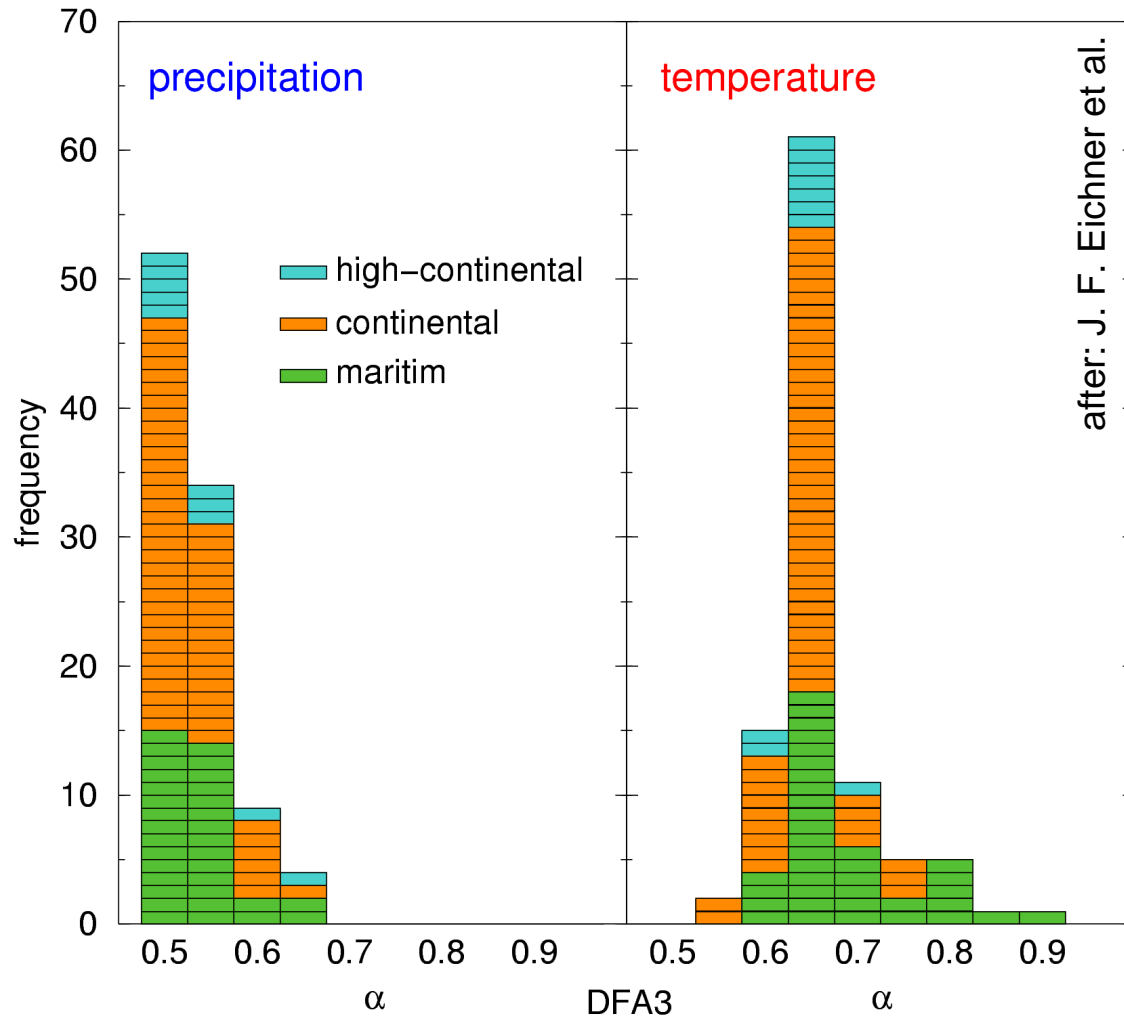 70
60
50
40
30
20
10
0
frequency
precipitation
high-continental
continental
maritim
temperature
after: J. F. Eichner et al.
0.5 0.6 0.7 0.8 0.9
0.5 0.6 0.7 0.8 0.9
α DFA3 α